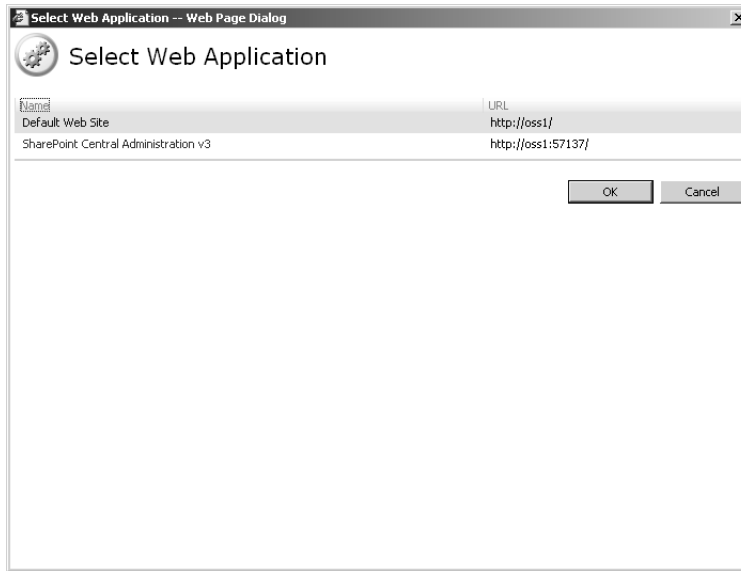 Select Web Application -- Web Page Dialog
Select Web Application
Name URL
Default Web Site http://oss1/
SharePoint Central Administration v3 http://oss1:57137/
OK Cancel